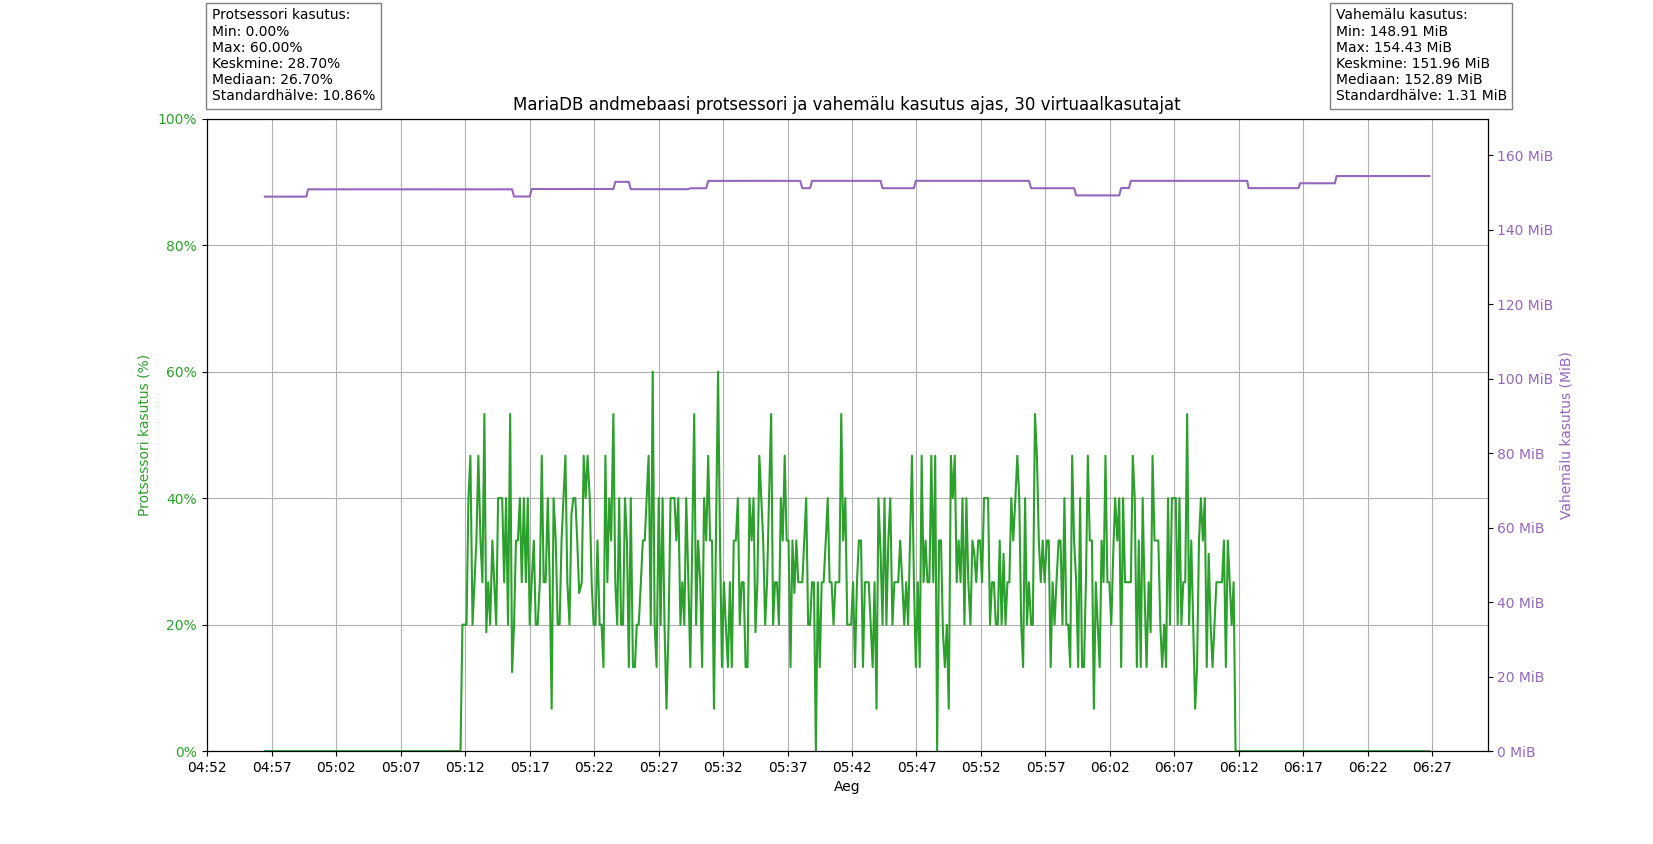 Protsessori kasutus:
Min: 0.00%
Max: 60.00%
Keskmine: 28.70%
Mediaan: 26.70%
Standardhälve: 10.86%
Vahemälu kasutus:
Min: 148.91 MiB
Max: 154.43 MiB
Keskmine: 151.96 MiB
Mediaan: 152.89 MiB
Standardhälve: 1.31 MiB
MariaDB andmebaasi protsessori ja vahemälu kasutus ajas, 30 virtuaalkasutajat
Protsessori kasutus (%)
100%
80%
60%
40%
20%
0%
160 MiB
140 MiB
120 MiB
100 MiB
80 MiB
60 MiB
40 MiB
20 MiB
0 MiB
Vahemälu kasutus (MiB)
04:52 04:57 05:02 05:07 05:12 05:17 05:22 05:27 05:32 05:37 05:42 05:47 05:52 05:57 06:02 06:07 06:12 06:17 06:22 06:27
Aeg